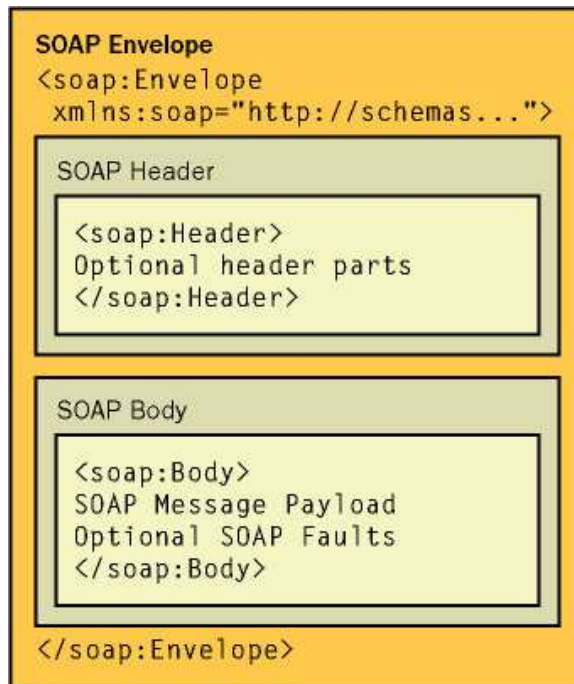 SOAP Envelope
<soap:Envelope
xmlns:soap="http://schemas...">
SOAP Header
<soap:Header>
Optional header parts
</soap:Header>
SOAP Body
<soap:Body>
SOAP Message Payload
Optional SOAP Faults
</soap:Body>
</soap:Envelope>